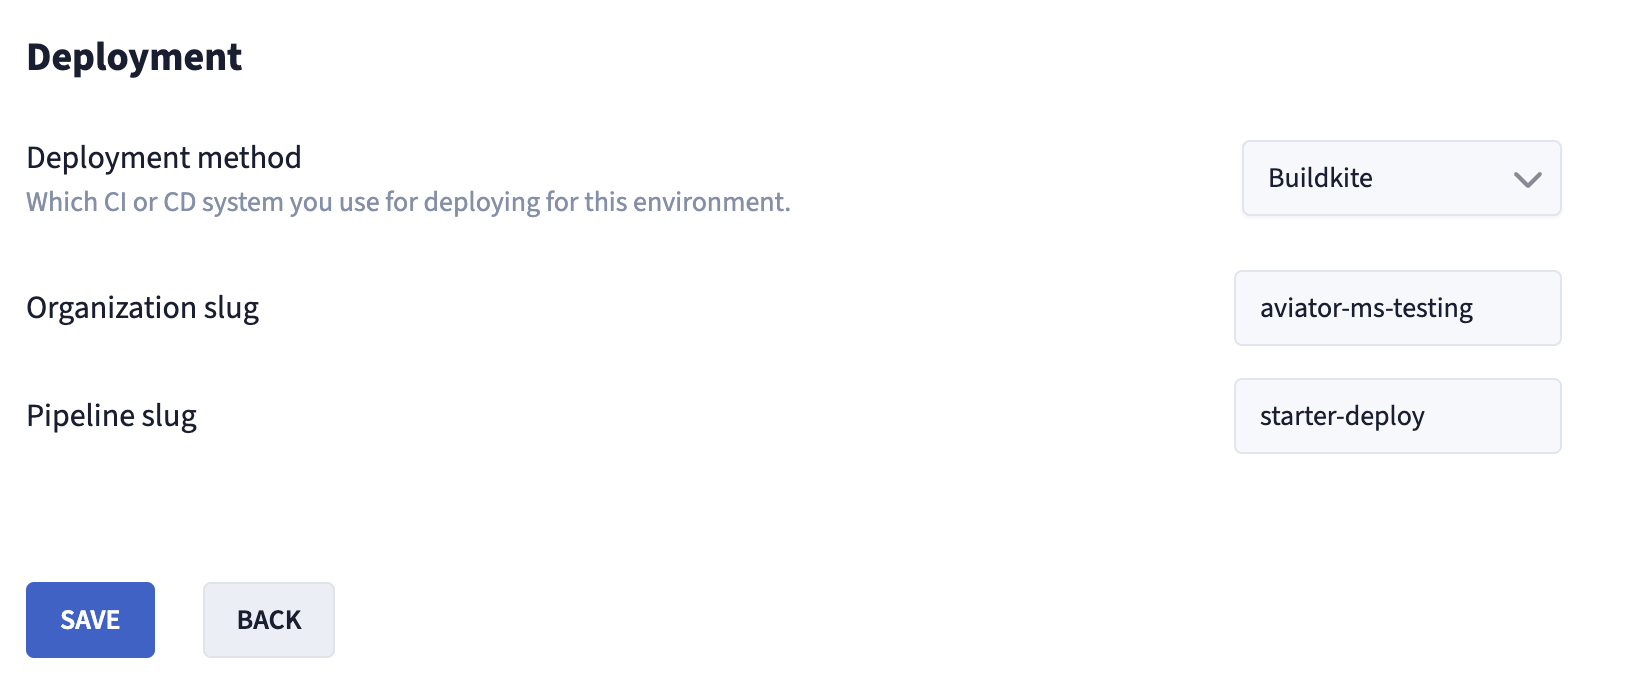 Deployment
Deployment method
Buildkite
Which CI or CD system you use for deploying for this environment.
Organization slug
aviator-ms-testing
Pipeline slug
starter-deploy
SAVE
BACK